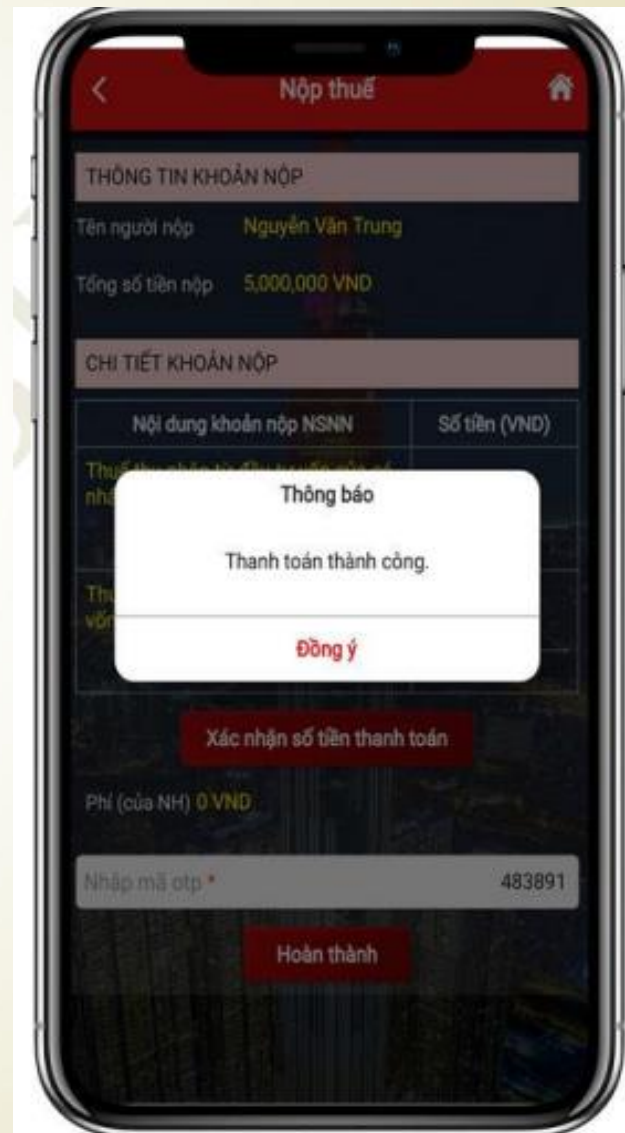 Nộp thuế
THÔNG TIN KHOẢN NỘP
Tên người nộp Nguyễn Văn Trung
Tổng số tiền nộp 5,000,000 VND
CHI TIẾT KHOẢN NỘP
Nội dung khoản nộp NSNN Số tiền (VND)
Thông báo
Thanh toán thành công.
Đồng ý
Xác nhận số tiền thanh toán
Phí (của NH) 0 VND
Nhập mã otp * 483891
Hoàn thành